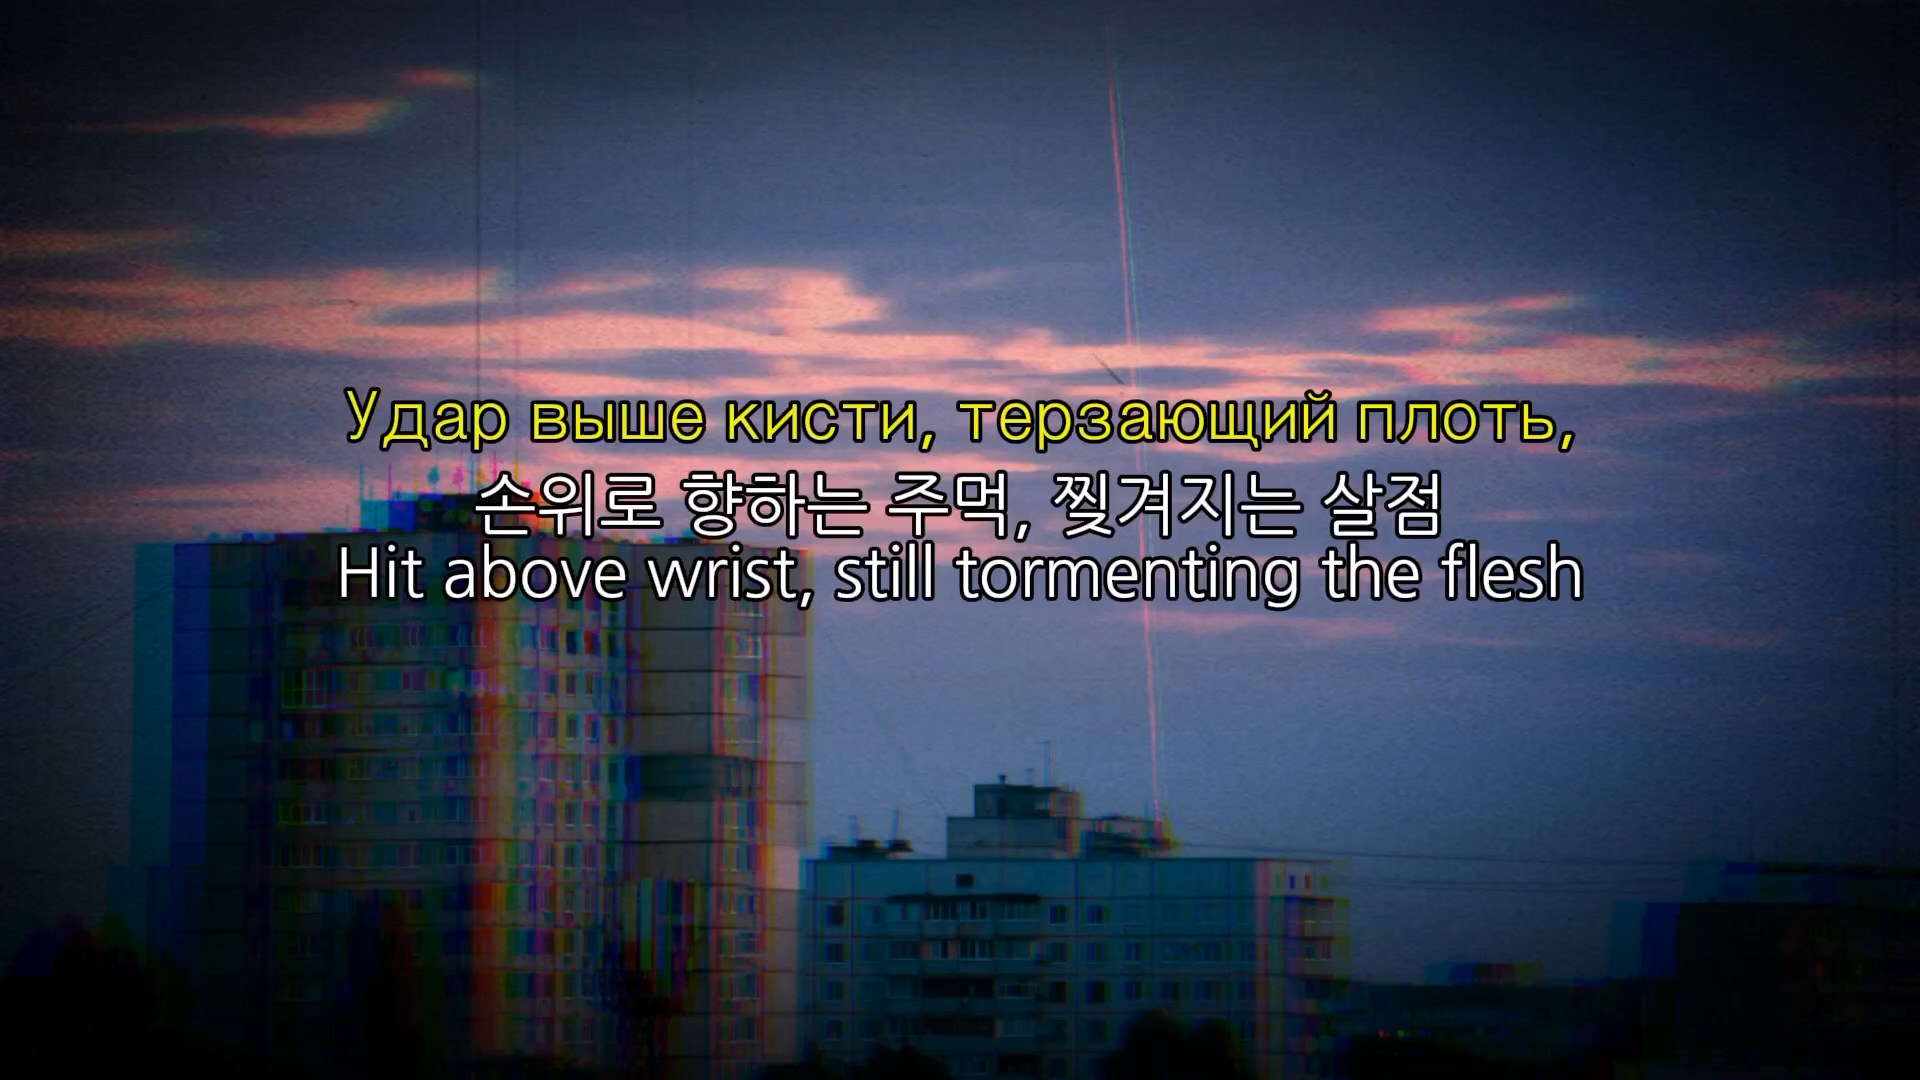 Удар выше кисти, терзающий плоть,
손위로 향하는 주먹, 찢겨지는 살점
Hit above wrist, still tormenting the flesh